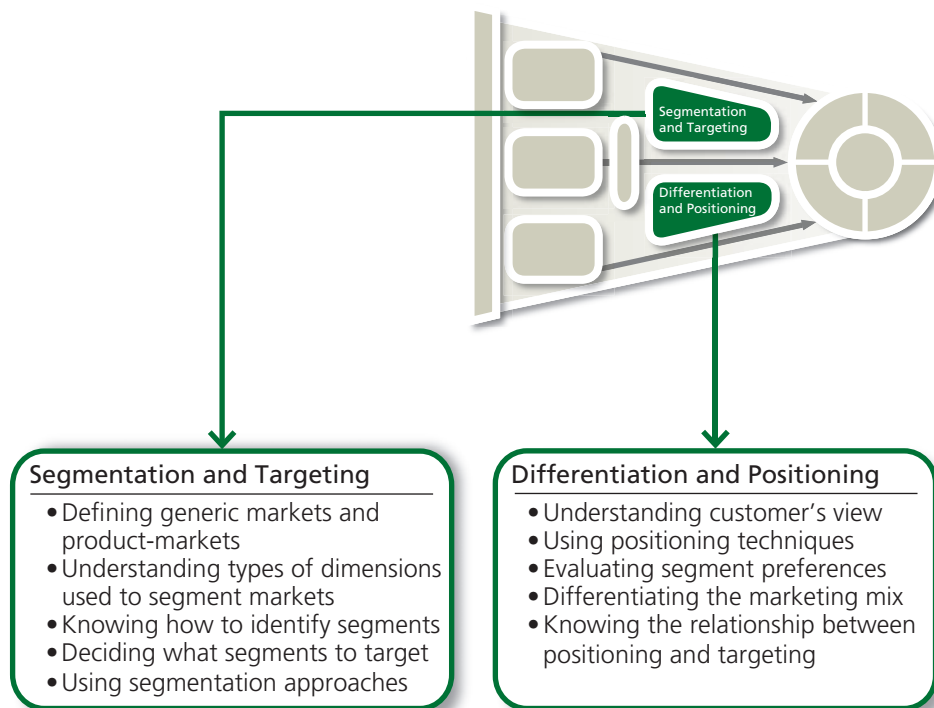 Segmentation
and Targeting
Differentiation
and Positioning
Segmentation and Targeting
• Defining generic markets and
product-markets
• Understanding types of dimensions
used to segment markets
• Knowing how to identify segments
• Deciding what segments to target
• Using segmentation approaches
Differentiation and Positioning
• Understanding customer’s view
• Using positioning techniques
• Evaluating segment preferences
• Differentiating the marketing mix
• Knowing the relationship between
positioning and targeting